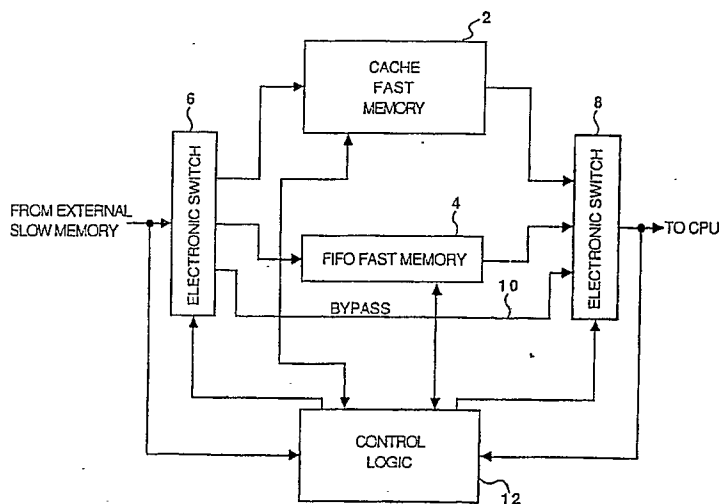 2
CACHE
FAST
MEMORY
6
ELECTRONIC SWITCH
8
ELECTRONIC SWITCH
FROM EXTERNAL
SLOW MEMORY
4
FIFO FAST MEMORY
TO CPU
BYPASS
10
CONTROL
LOGIC
12